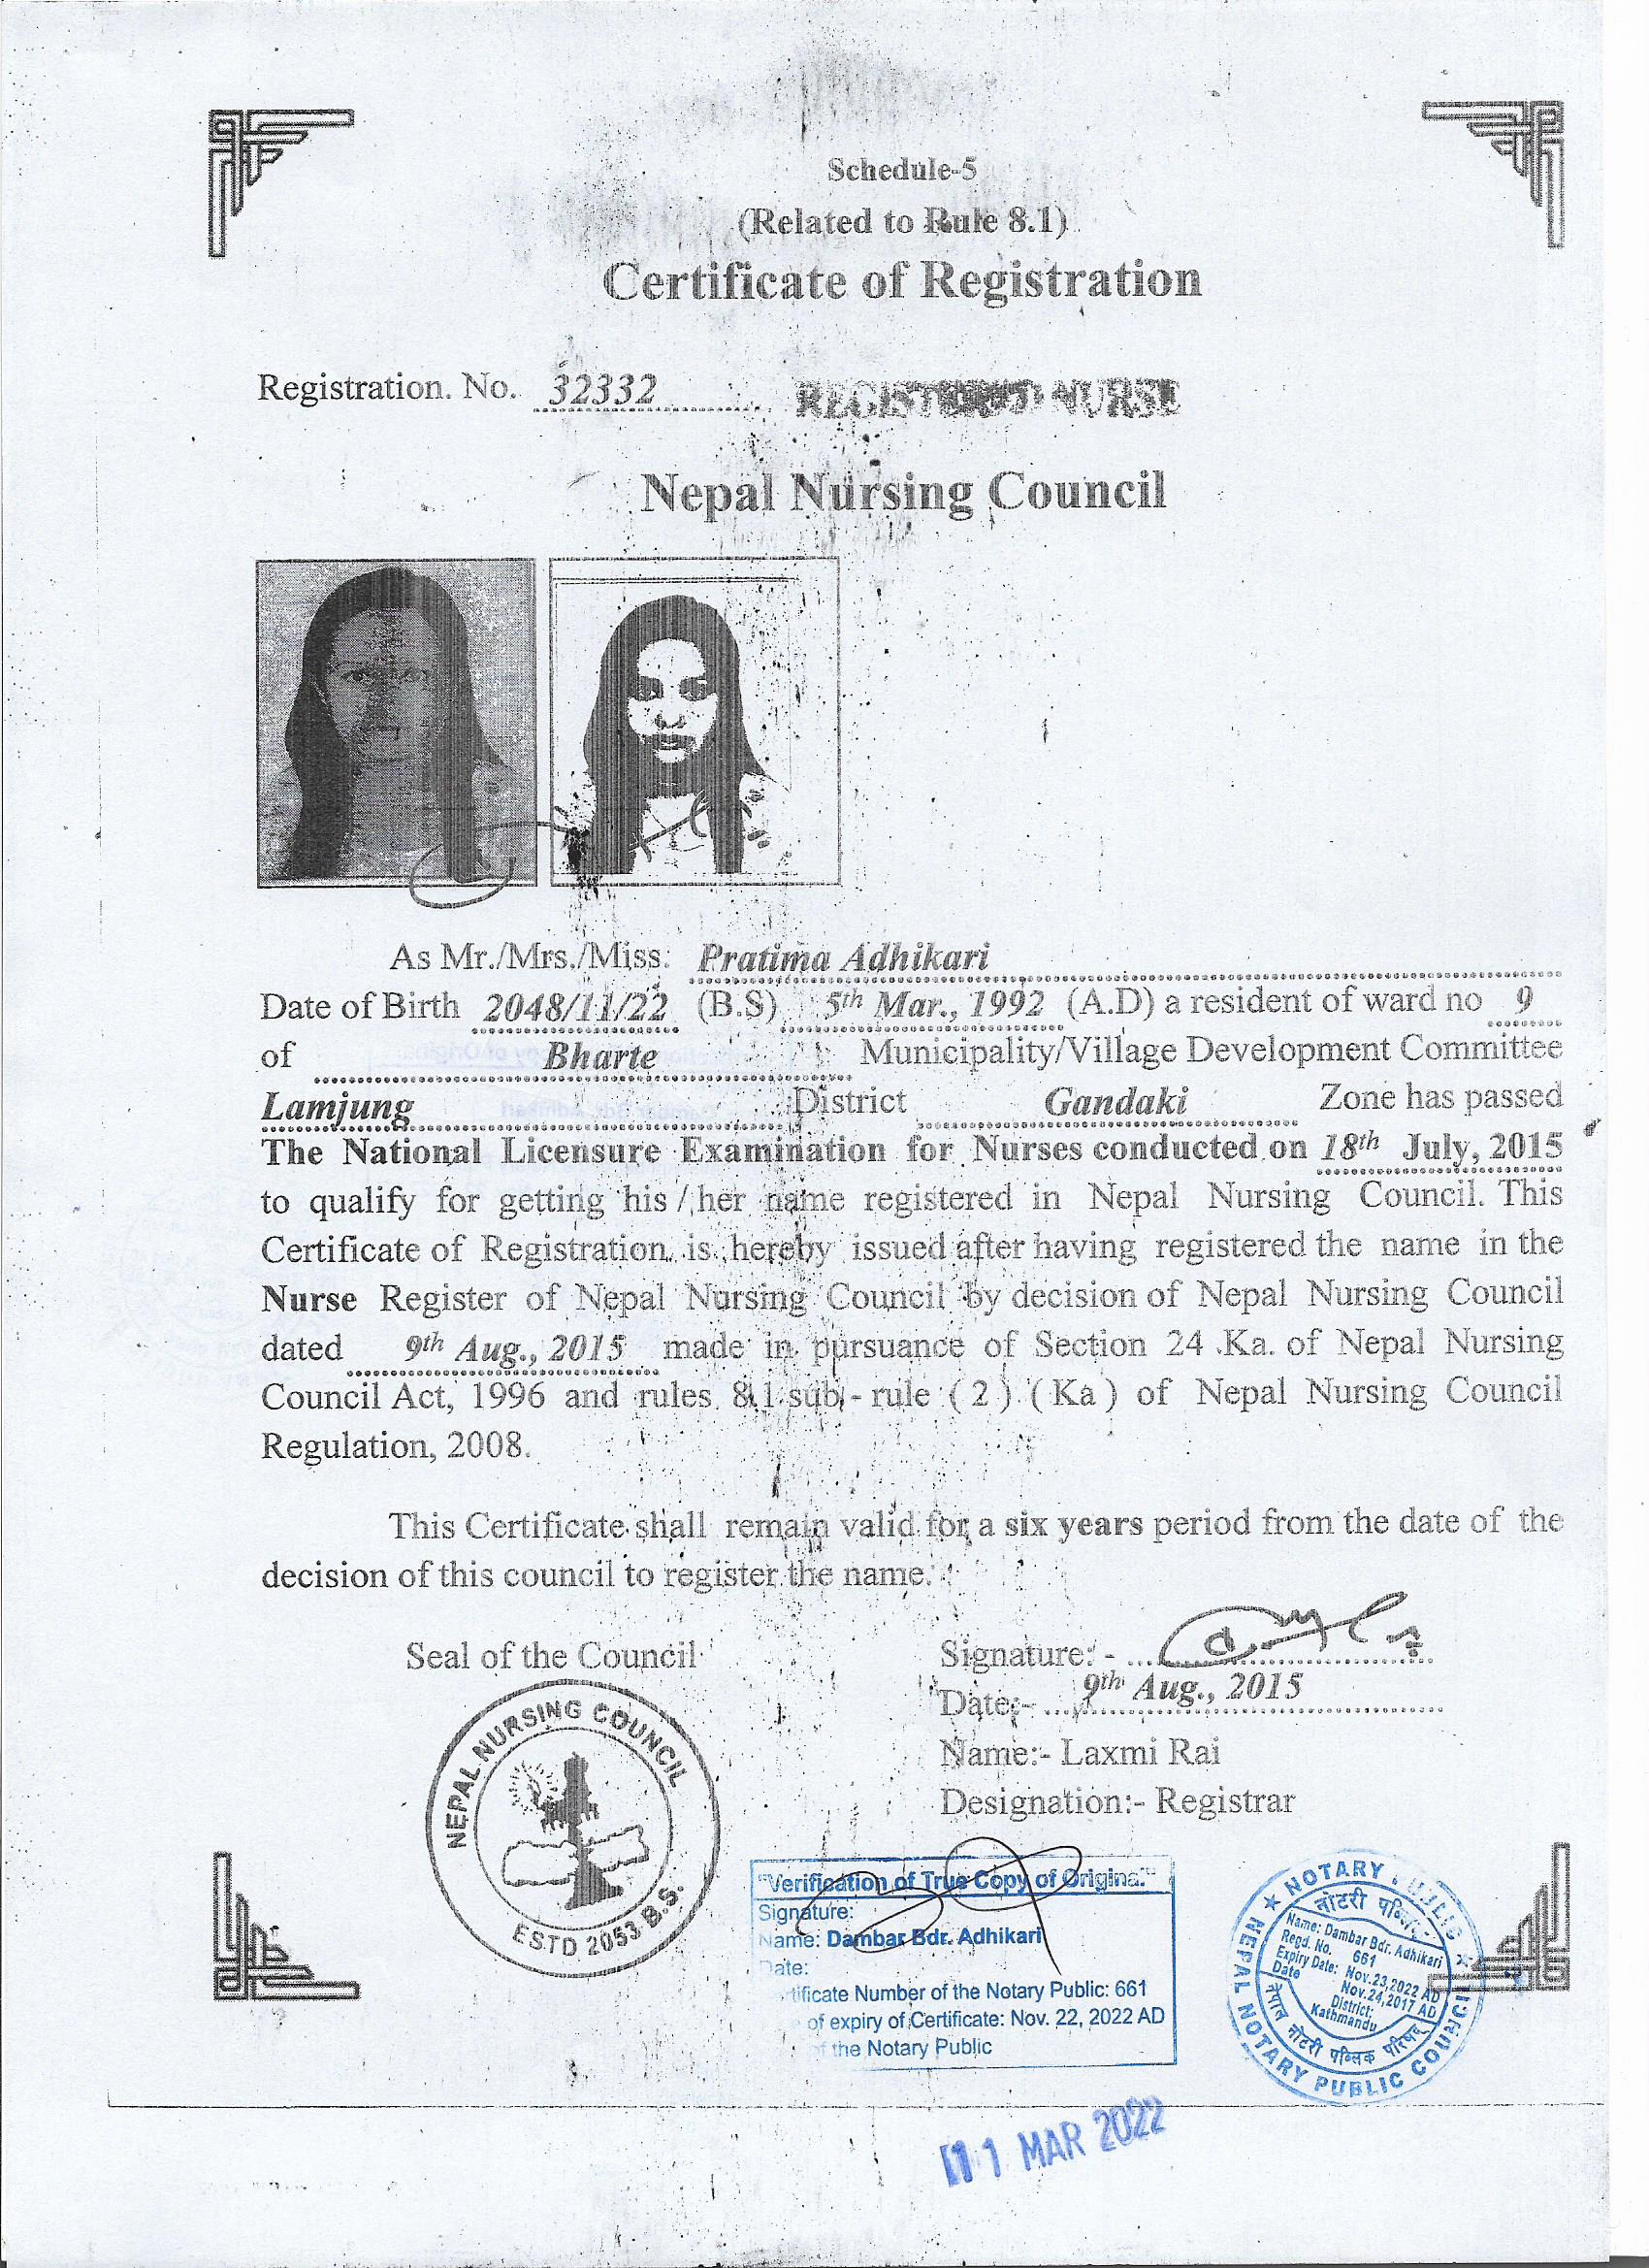 Schedule-5
(Related to Rule 8.1)
Certificate of Registration
Registration. No. 32332 REGISTERED NURSE
Nepal Nursing Council
As Mr./Mrs./Miss: Pratima Adhikari
Date of Birth 2048/11/22 (B.S) 5th Mar., 1992 (A.D) a resident of ward no 9
of Bharte Municipality/Village Development Committee
Lamjung District Gandaki Zone has passed
The National Licensure Examination for Nurses conducted on 18th July, 2015
to qualify for getting his / her name registered in Nepal Nursing Council. This
Certificate of Registration is hereby issued after having registered the name in the
Nurse Register of Nepal Nursing Council by decision of Nepal Nursing Council
dated 9th Aug., 2015 made in pursuance of Section 24 Ka. of Nepal Nursing
Council Act, 1996 and rules 8.1 sub - rule ( 2 ) ( Ka ) of Nepal Nursing Council
Regulation, 2008.
This Certificate shall remain valid for a six years period from the date of the
decision of this council to register the name.
Seal of the Council
Signature: -
Date:- 9th Aug., 2015
Name:- Laxmi Rai
Designation:- Registrar
NEPAL NURSING COUNCIL
ESTD 2053 B.S.
"Verification of True Copy of Original"
Signature:
Name: Dambar Bdr. Adhikari
Date:
Number of the Notary Public: 661
of expiry of Certificate: Nov. 22, 2022 AD
of the Notary Public
NOTARY PUBLIC
नोटरी पब्लिक
Name: Dambar Bdr. Adhikari
Regd. No. 661
Expiry Date: Nov.23,2022 AD
Date Nov.24,2017 AD
District:
Kathmandu
नेपाल नोटरी पब्लिक परिषद्
NEPAL NOTARY PUBLIC COUNCIL
11 MAR 2022